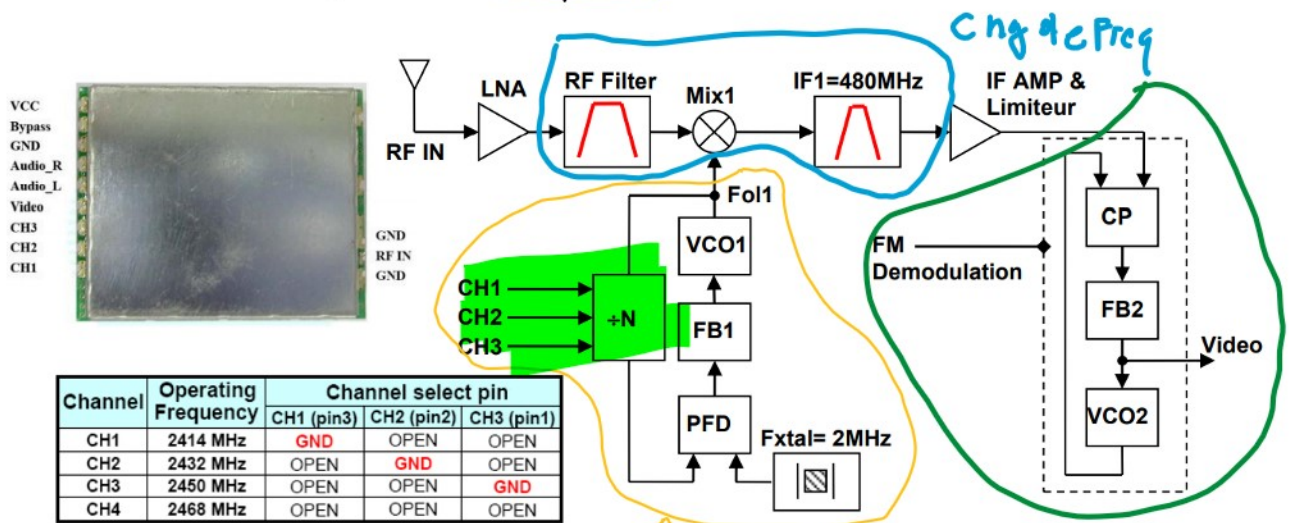 Chg de Freq
VCC
Bypass
GND
Audio_R
Audio_L
Video
CH3
CH2
CH1
GND
RF IN
GND
RF IN
LNA
RF Filter
Mix1
IF1=480MHz
IF AMP &
Limiteur
Fol1
VCO1
FB1
PFD
Fxtal= 2MHz
CH1
CH2
CH3
÷N
FM
Demodulation
CP
FB2
Video
VCO2
Channel Operating Frequency Channel select pin
CH1 (pin3) CH2 (pin2) CH3 (pin1)
CH1 2414 MHz GND OPEN OPEN
CH2 2432 MHz OPEN GND OPEN
CH3 2450 MHz OPEN OPEN GND
CH4 2468 MHz OPEN OPEN OPEN